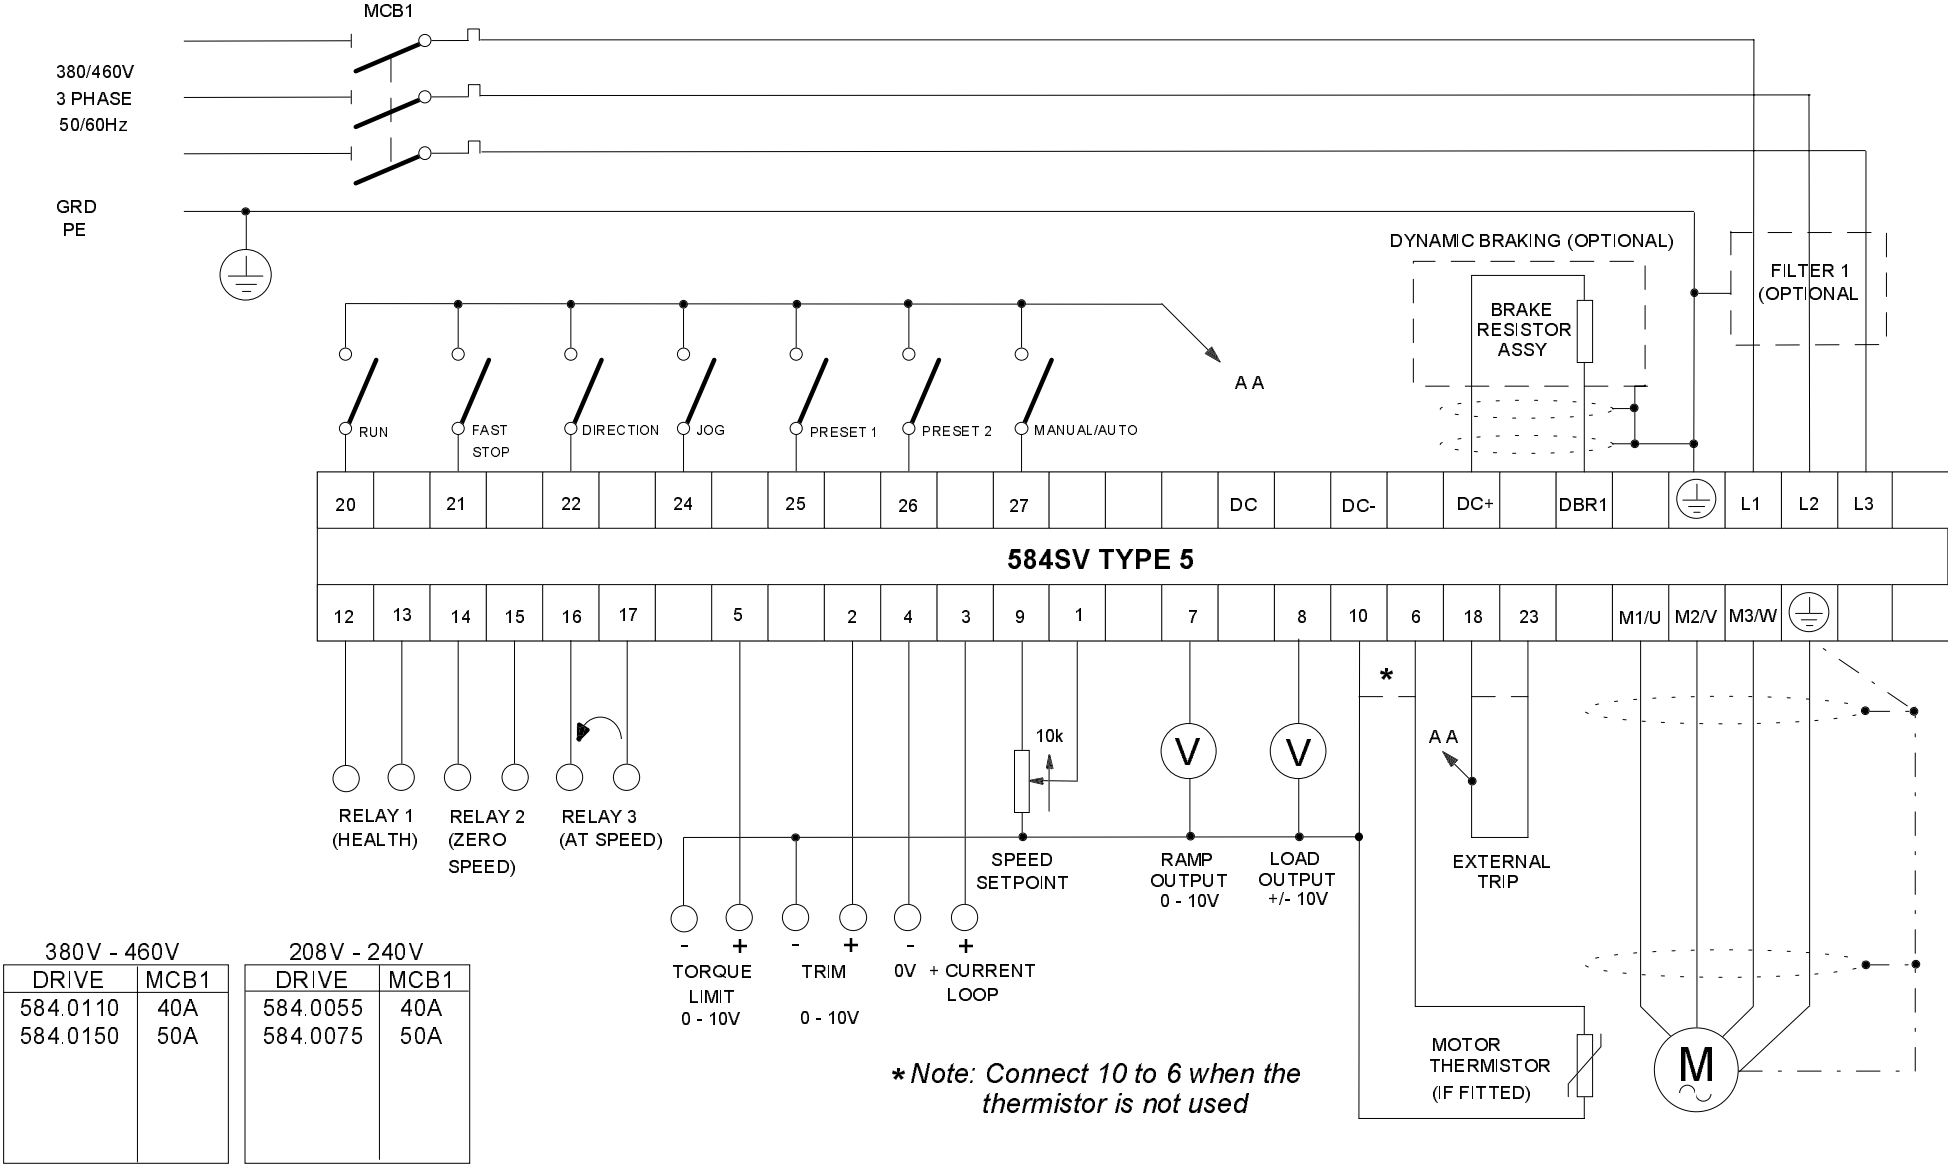 MCB1
380/460V
3 PHASE
50/60Hz
GRD
PE
DYNAMIC BRAKING (OPTIONAL)
FILTER 1
(OPTIONAL
BRAKE
RESISTOR
ASSY
A A
RUN
FAST
STOP
DIRECTION
JOG
PRESET 1
PRESET 2
MANUAL/AUTO
20 21 22 24 25 26 27 DC DC- DC+ DBR1 L1 L2 L3
584SV TYPE 5
12 13 14 15 16 17 5 2 4 3 9 1 7 8 10 6 18 23 M1/U M2/V M3/W
*
10k
V
V
A A
RELAY 1
(HEALTH)
RELAY 2
(ZERO
SPEED)
RELAY 3
(AT SPEED)
SPEED
SETPOINT
RAMP
OUTPUT
0 - 10V
LOAD
OUTPUT
+/- 10V
EXTERNAL
TRIP
- + - + - +
TORQUE
LIMIT
0 - 10V
TRIM
0 - 10V
0V + CURRENT
LOOP
380V - 460V
DRIVE MCB1
584.0110 40A
584.0150 50A
208V - 240V
DRIVE MCB1
584.0055 40A
584.0075 50A
MOTOR
THERMISTOR
(IF FITTED)
M
* Note: Connect 10 to 6 when the
thermistor is not used